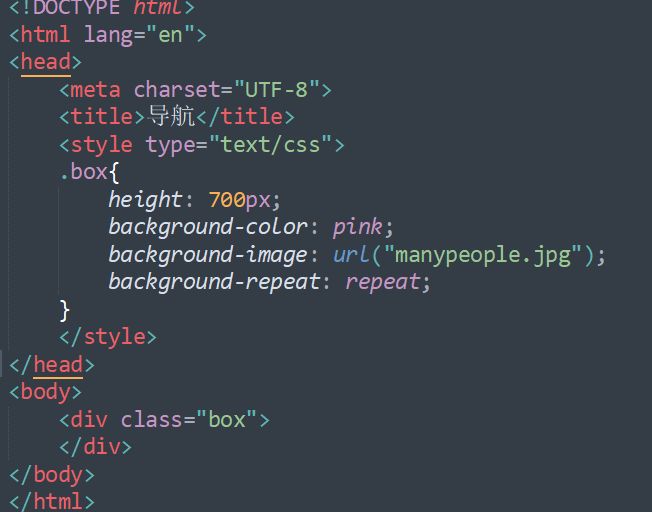 <!DOCTYPE html>
<html lang="en">
<head>
    <meta charset="UTF-8">
    <title>导航</title>
    <style type="text/css">
    .box{
        height: 700px;
        background-color: pink;
        background-image: url("manypeople.jpg");
        background-repeat: repeat;
    }
    </style>
</head>
<body>
    <div class="box">
    </div>
</body>
</html>